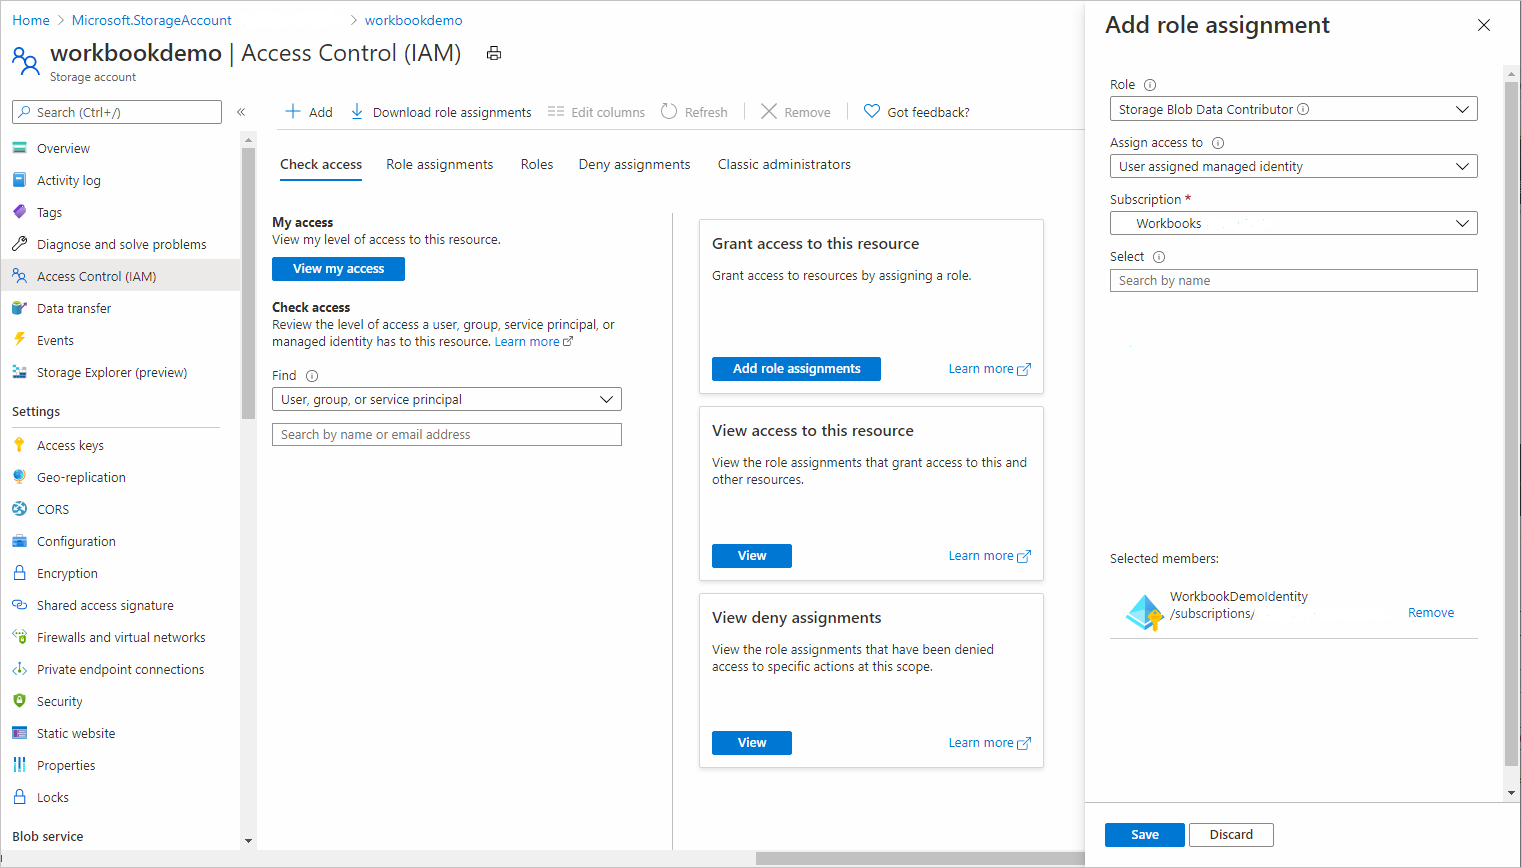 Home > Microsoft.StorageAccount > workbookdemo
workbookdemo | Access Control (IAM)
Storage account
Search (Ctrl+/)
«
Overview
Activity log
Tags
Diagnose and solve problems
Access Control (IAM)
Data transfer
Events
Storage Explorer (preview)
Settings
Access keys
Geo-replication
CORS
Configuration
Encryption
Shared access signature
Firewalls and virtual networks
Private endpoint connections
Security
Static website
Properties
Locks
Blob service
Add
Download role assignments
Edit columns
Refresh
Remove
Got feedback?
Check access
Role assignments
Roles
Deny assignments
Classic administrators
My access
View my level of access to this resource.
View my access
Check access
Review the level of access a user, group, service principal, or
managed identity has to this resource. Learn more
Find
User, group, or service principal
Search by name or email address
Grant access to this resource
Grant access to resources by assigning a role.
Add role assignments
Learn more
View access to this resource
View the role assignments that grant access to this and
other resources.
View
Learn more
View deny assignments
View the role assignments that have been denied
access to specific actions at this scope.
View
Learn more
Add role assignment
Role
Storage Blob Data Contributor
Assign access to
User assigned managed identity
Subscription *
Workbooks
Select
Search by name
Selected members:
WorkbookDemoIdentity
/subscriptions/
Remove
Save
Discard